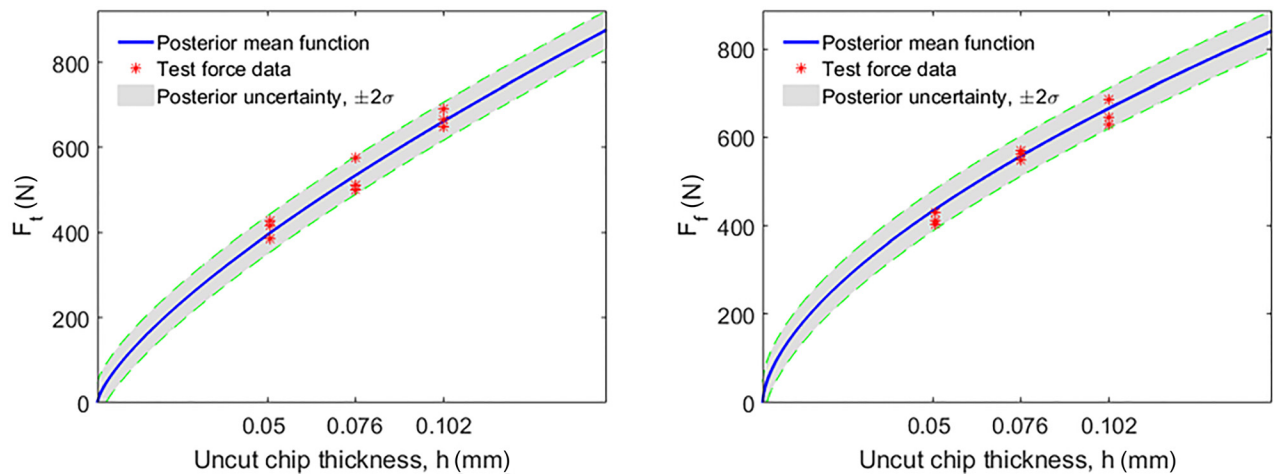 Posterior mean function
Test force data
Posterior uncertainty, ±2σ
800
600
400
200
0
F_t (N)
0.05 0.076 0.102
Uncut chip thickness, h (mm)
Posterior mean function
Test force data
Posterior uncertainty, ±2σ
800
600
400
200
0
F_f (N)
0.05 0.076 0.102
Uncut chip thickness, h (mm)